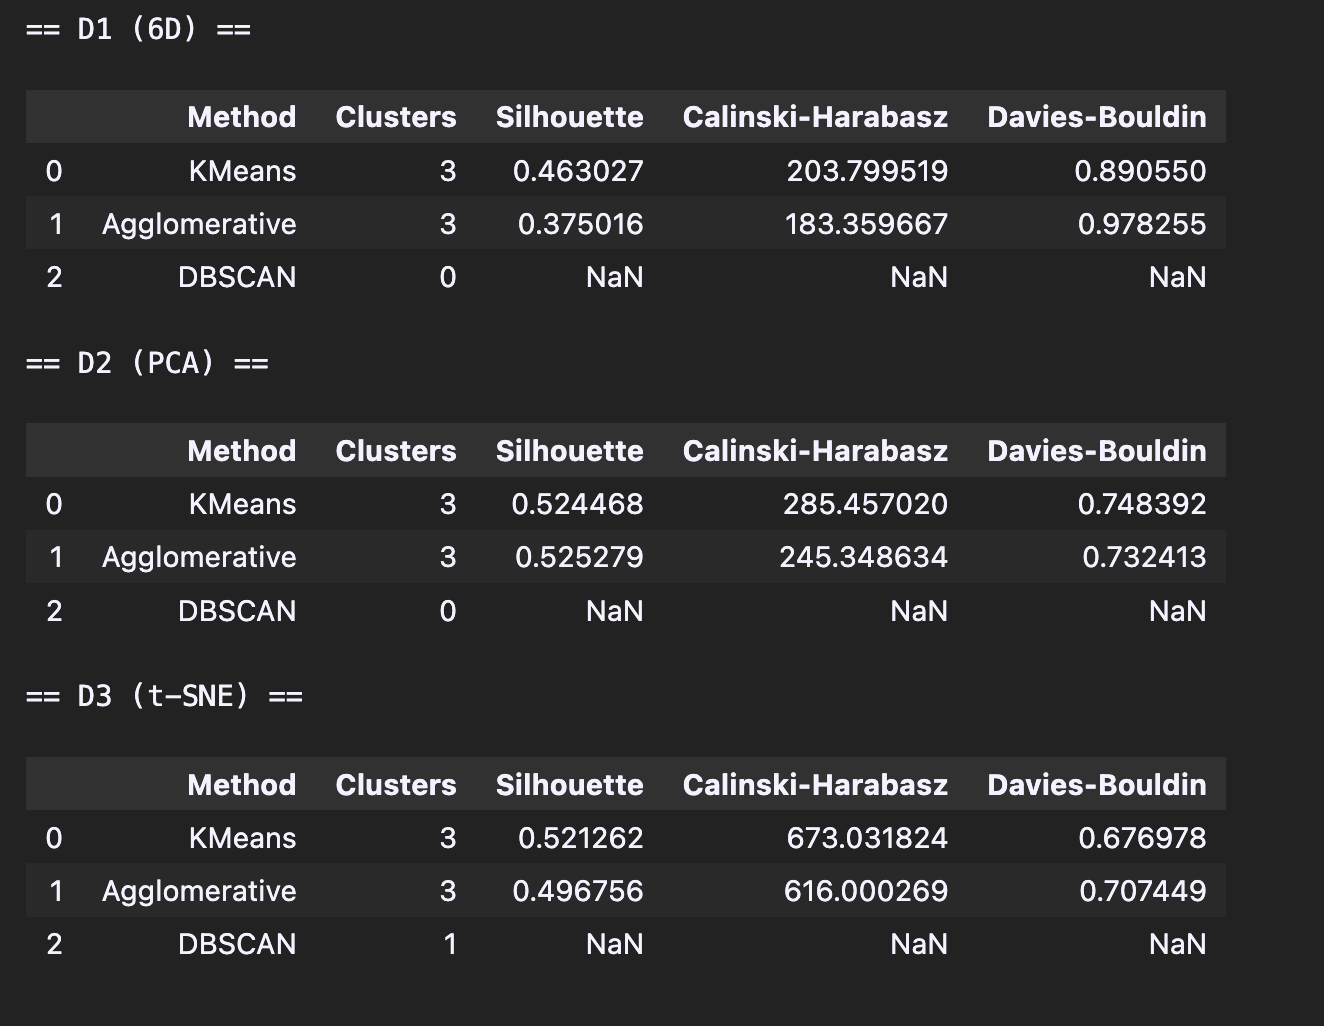 == D1 (6D) ==
Method Clusters Silhouette Calinski-Harabasz Davies-Bouldin
0 KMeans 3 0.463027 203.799519 0.890550
1 Agglomerative 3 0.375016 183.359667 0.978255
2 DBSCAN 0 NaN NaN NaN
== D2 (PCA) ==
Method Clusters Silhouette Calinski-Harabasz Davies-Bouldin
0 KMeans 3 0.524468 285.457020 0.748392
1 Agglomerative 3 0.525279 245.348634 0.732413
2 DBSCAN 0 NaN NaN NaN
== D3 (t-SNE) ==
Method Clusters Silhouette Calinski-Harabasz Davies-Bouldin
0 KMeans 3 0.521262 673.031824 0.676978
1 Agglomerative 3 0.496756 616.000269 0.707449
2 DBSCAN 1 NaN NaN NaN